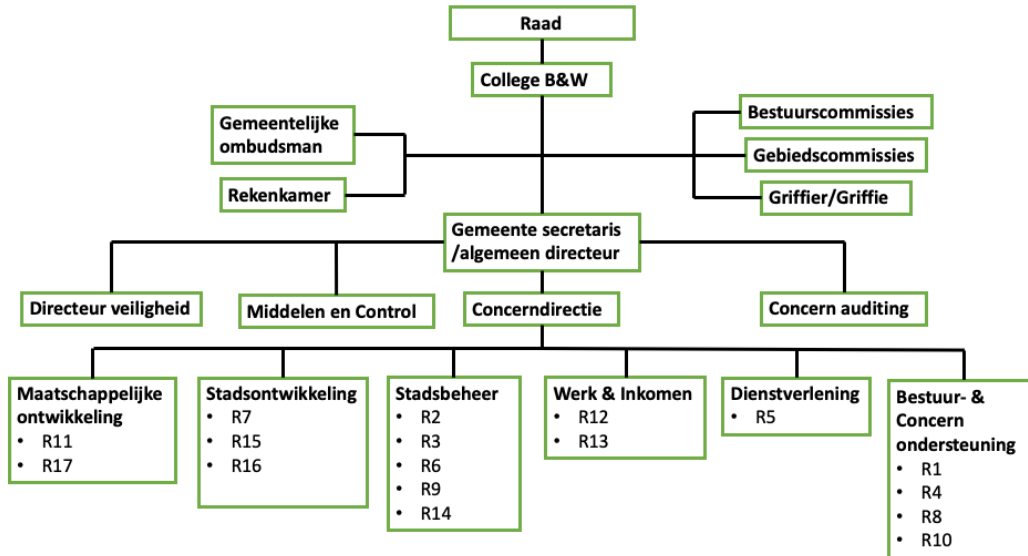 Raad
College B&W
Gemeentelijke
ombudsman
Rekenkamer
Bestuurscommissies
Gebiedscommissies
Griffier/Griffie
Gemeente secretaris
/algemeen directeur
Directeur veiligheid
Middelen en Control
Concerndirectie
Concern auditing
Maatschappelijke
ontwikkeling
• R11
• R17
Stadsontwikkeling
• R7
• R15
• R16
Stadsbeheer
• R2
• R3
• R6
• R9
• R14
Werk & Inkomen
• R12
• R13
Dienstverlening
• R5
Bestuur- &
Concern
ondersteuning
• R1
• R4
• R8
• R10